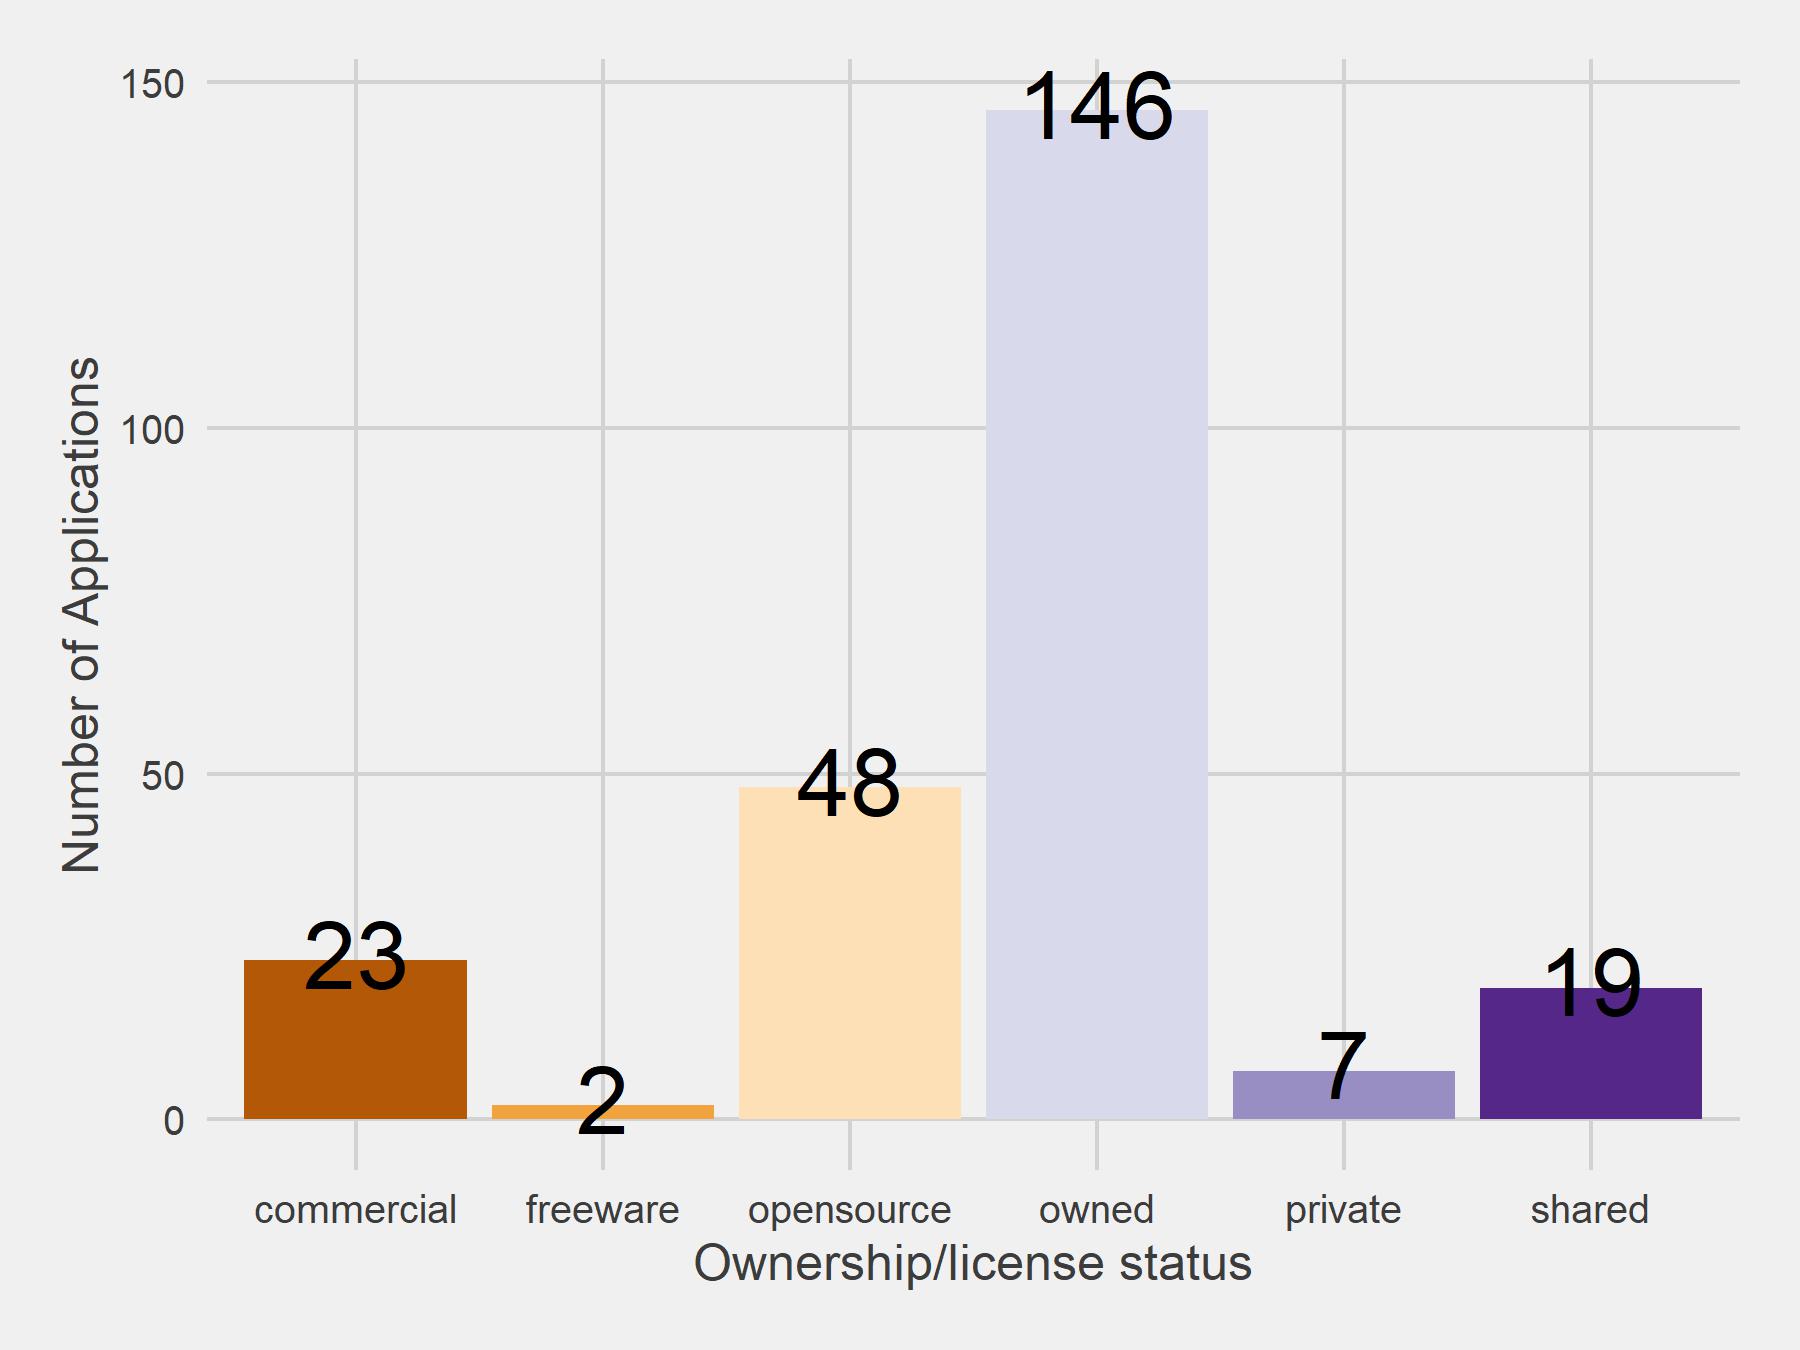 150
100
50
0
Number of Applications
23
2
48
146
7
19
commercial
freeware
opensource
owned
private
shared
Ownership/license status